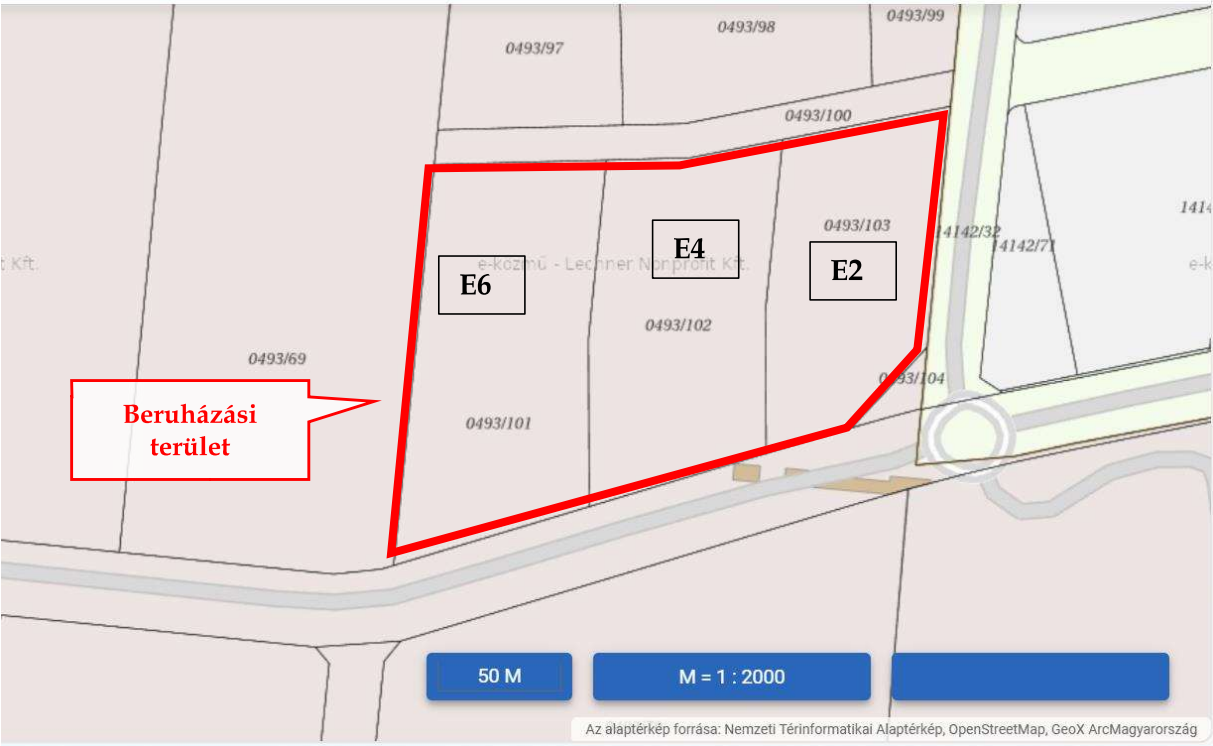 0493/99
0493/98
0493/97
0493/100
1414
0493/103
14142/32
14142/71
E4
t Kft.
e-közmű - Lechner Nonprofit Kft.
e-k
E2
E6
0493/102
0493/69
0493/104
Beruházási
terület
0493/101
50 M
M = 1 : 2000
Az alaptérkép forrása: Nemzeti Térinformatikai Alaptérkép, OpenStreetMap, GeoX ArcMagyarország